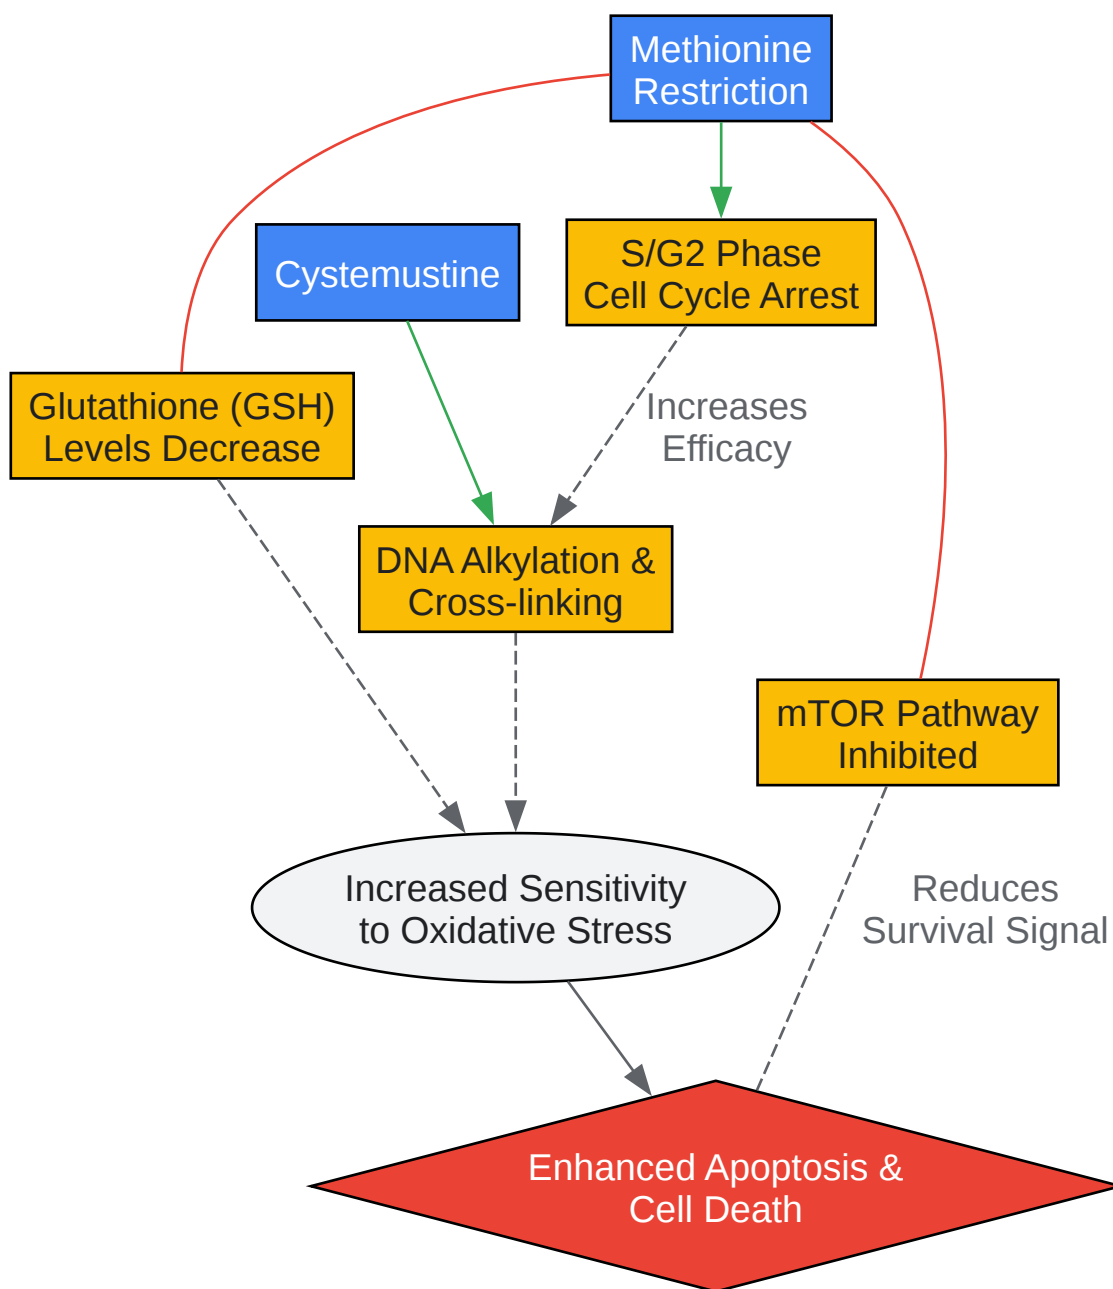 Methionine
Restriction
S/G2 Phase
Cell Cycle Arrest
Cystemustine
Glutathione (GSH)
Levels Decrease
Increases
Efficacy
DNA Alkylation &
Cross-linking
mTOR Pathway
Inhibited
Increased Sensitivity
to Oxidative Stress
Reduces
Survival Signal
Enhanced Apoptosis &
Cell Death